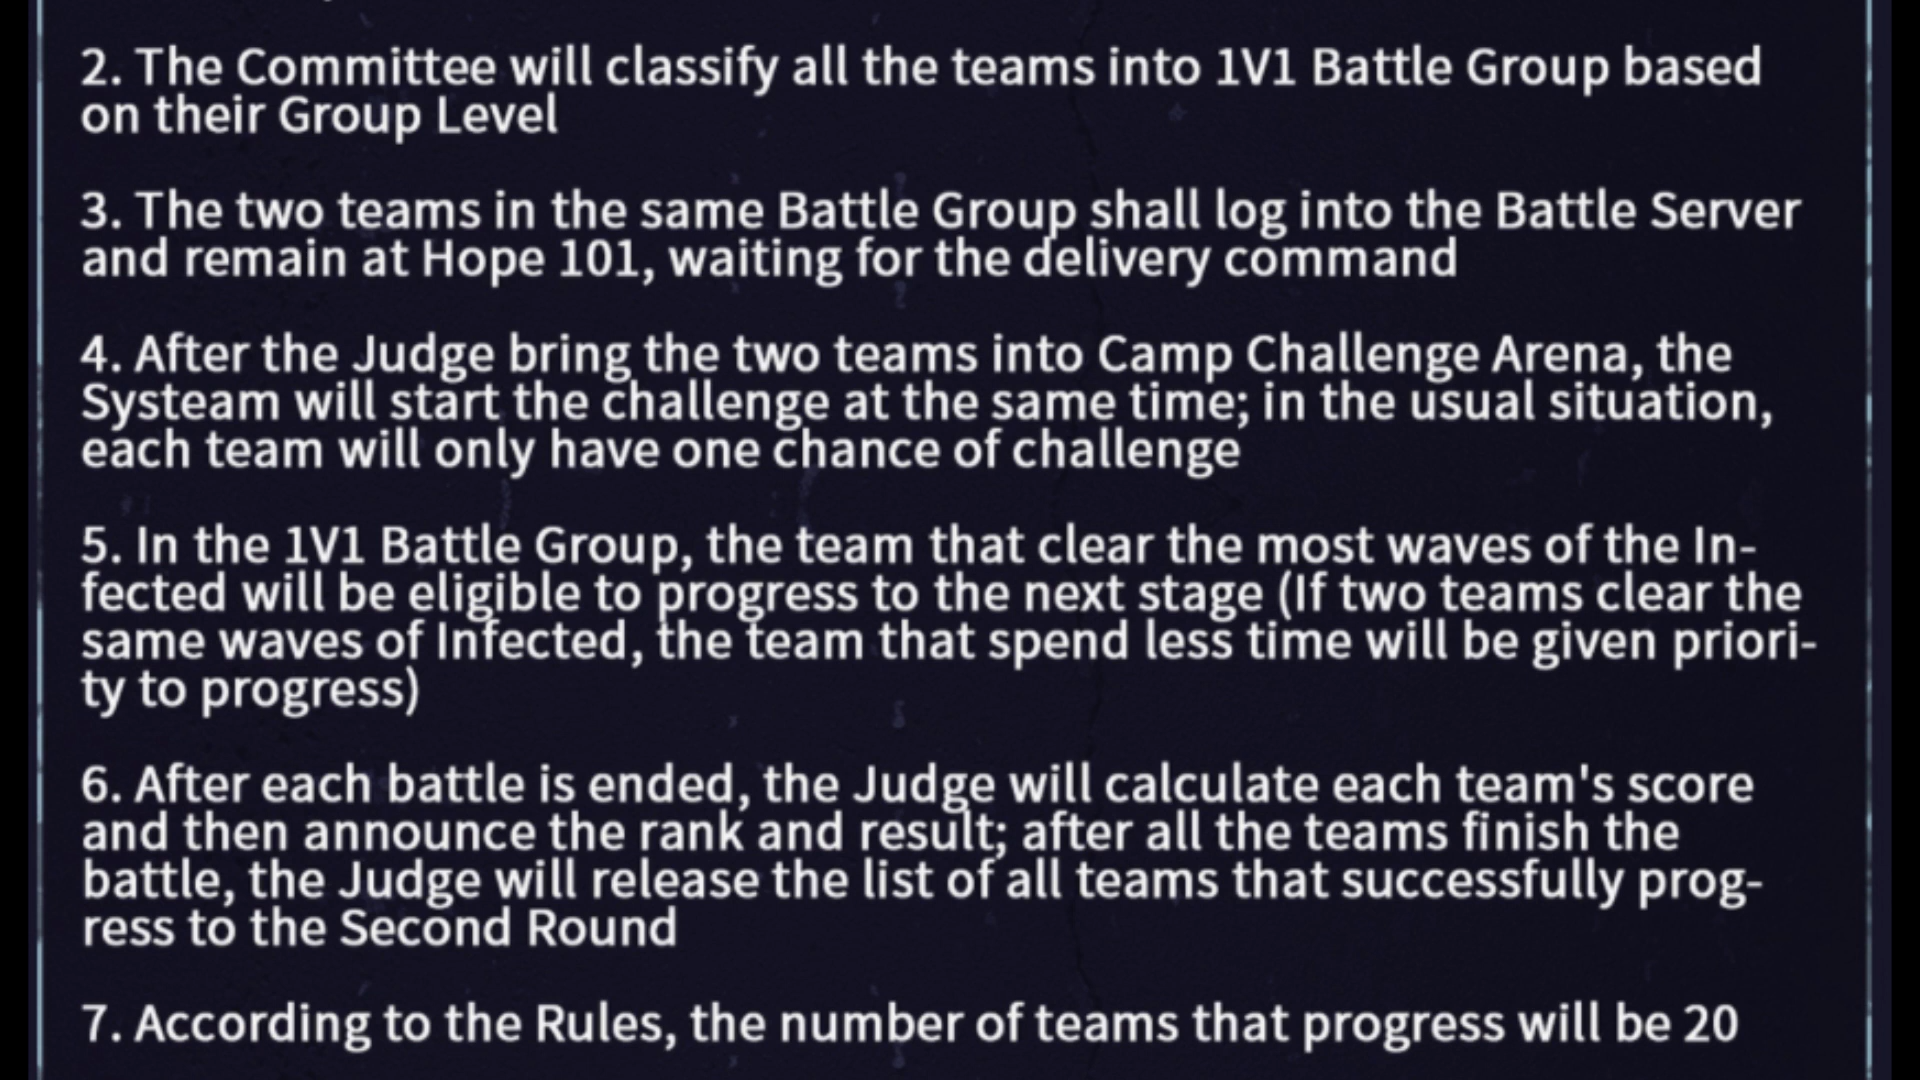 2. The Committee will classify all the teams into 1V1 Battle Group based
on their Group Level
3. The two teams in the same Battle Group shall log into the Battle Server
and remain at Hope 101, waiting for the delivery command
4. After the Judge bring the two teams into Camp Challenge Arena, the
Systeam will start the challenge at the same time; in the usual situation,
each team will only have one chance of challenge
5. In the 1V1 Battle Group, the team that clear the most waves of the In-
fected will be eligible to progress to the next stage (If two teams clear the
same waves of Infected, the team that spend less time will be given priori-
ty to progress)
6. After each battle is ended, the Judge will calculate each team's score
and then announce the rank and result; after all the teams finish the
battle, the Judge will release the list of all teams that successfully prog-
ress to the Second Round
7. According to the Rules, the number of teams that progress will be 20